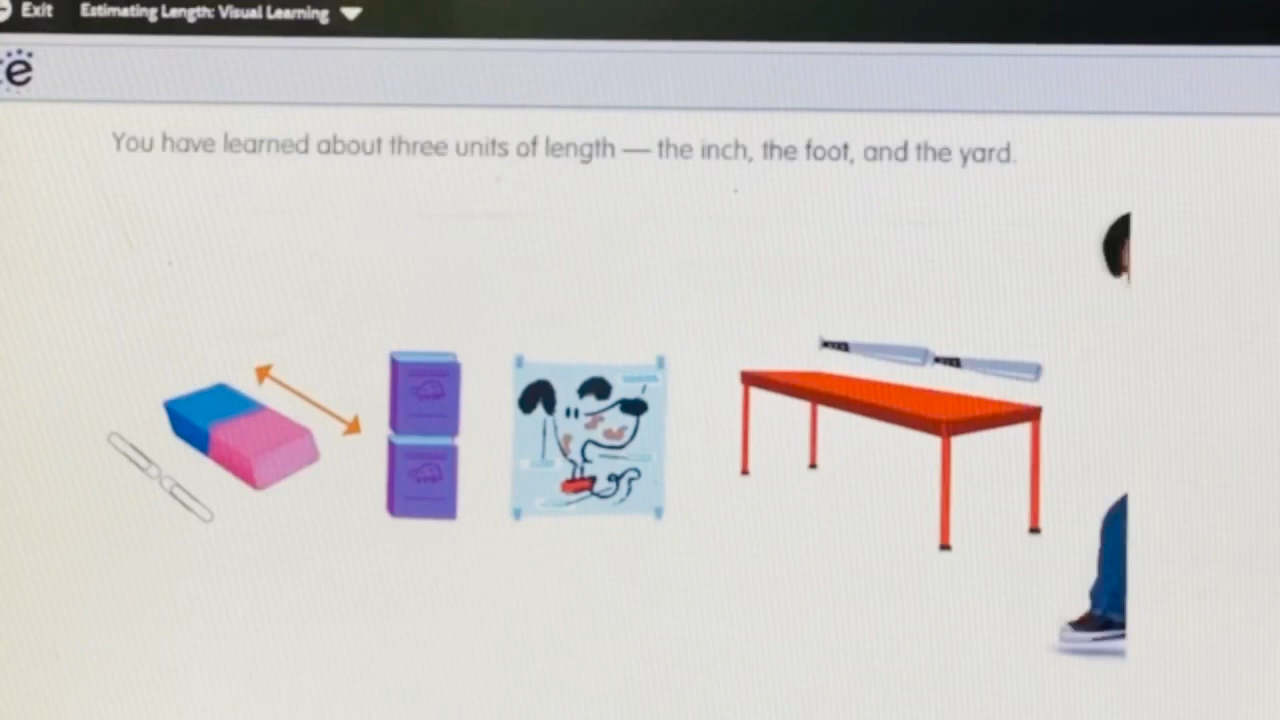 Exit Estimating Length: Visual Learning
e
You have learned about three units of length — the inch, the foot, and the yard.